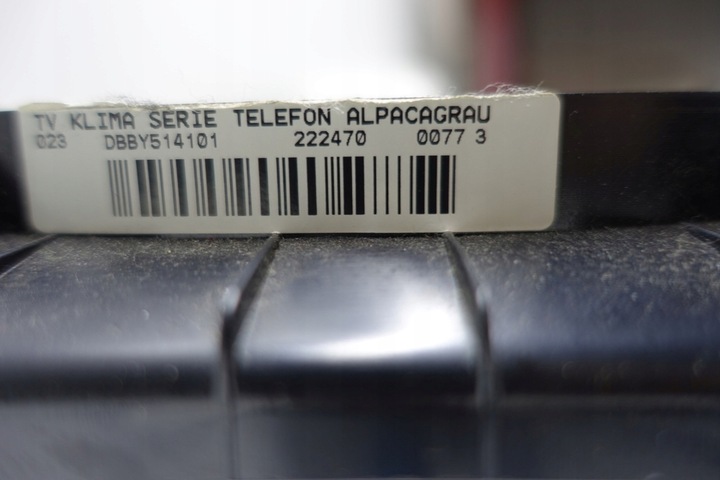 TV KLIMA SERIE TELEFON ALPACAGRAU
023 DBBY514101 222470 0077 3